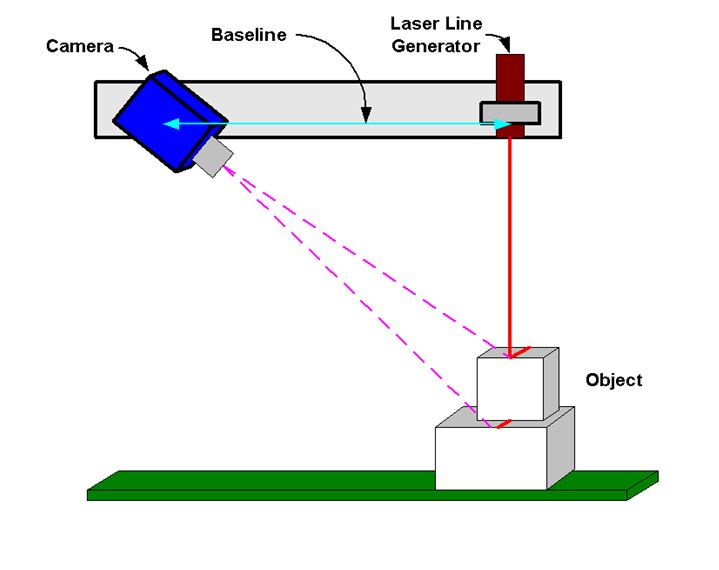 Camera
Baseline
Laser Line
Generator
Object